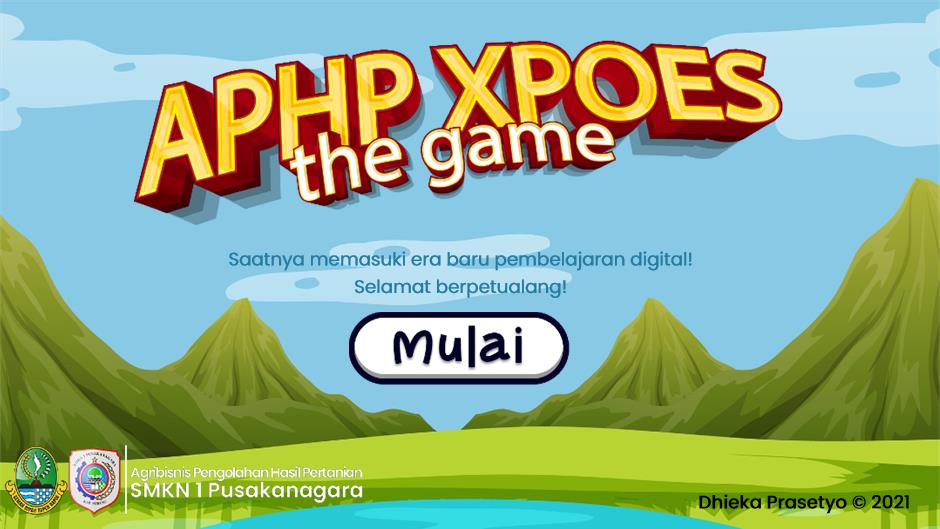 APHP XPOES
the game
Saatnya memasuki era baru pembelajaran digital!
Selamat berpetualang!
Mulai
Agribisnis Pengolahan Hasil Pertanian
SMKN 1 Pusakanagara
Dhieka Prasetyo © 2021